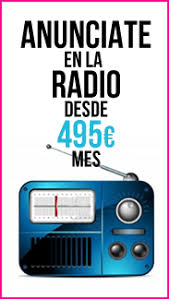 ANUNCIATE
EN LA
RADIO
DESDE
495€
MES